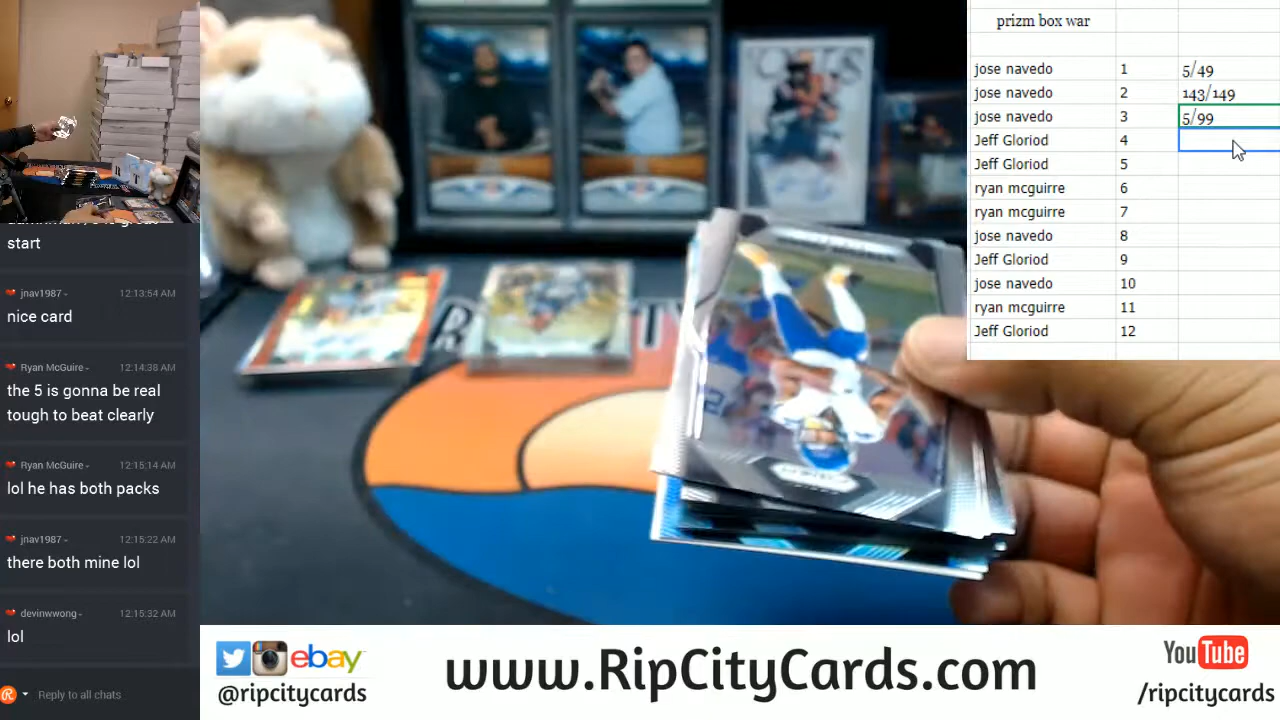 prizm box war
jose navedo 1 5/49
jose navedo 2 143/149
jose navedo 3 5/99
Jeff Gloriod 4
Jeff Gloriod 5
ryan mcguirre 6
ryan mcguirre 7
jose navedo 8
Jeff Gloriod 9
jose navedo 10
ryan mcguirre 11
Jeff Gloriod 12
start
jnav1987 - 12:13:54 AM
nice card
Ryan McGuire - 12:14:38 AM
the 5 is gonna be real
tough to beat clearly
Ryan McGuire - 12:15:14 AM
lol he has both packs
jnav1987 - 12:15:22 AM
there both mine lol
devinwwong - 12:15:32 AM
lol
Reply to all chats
ebay
@ripcitycards
www.RipCityCards.com
YouTube
/ripcitycards